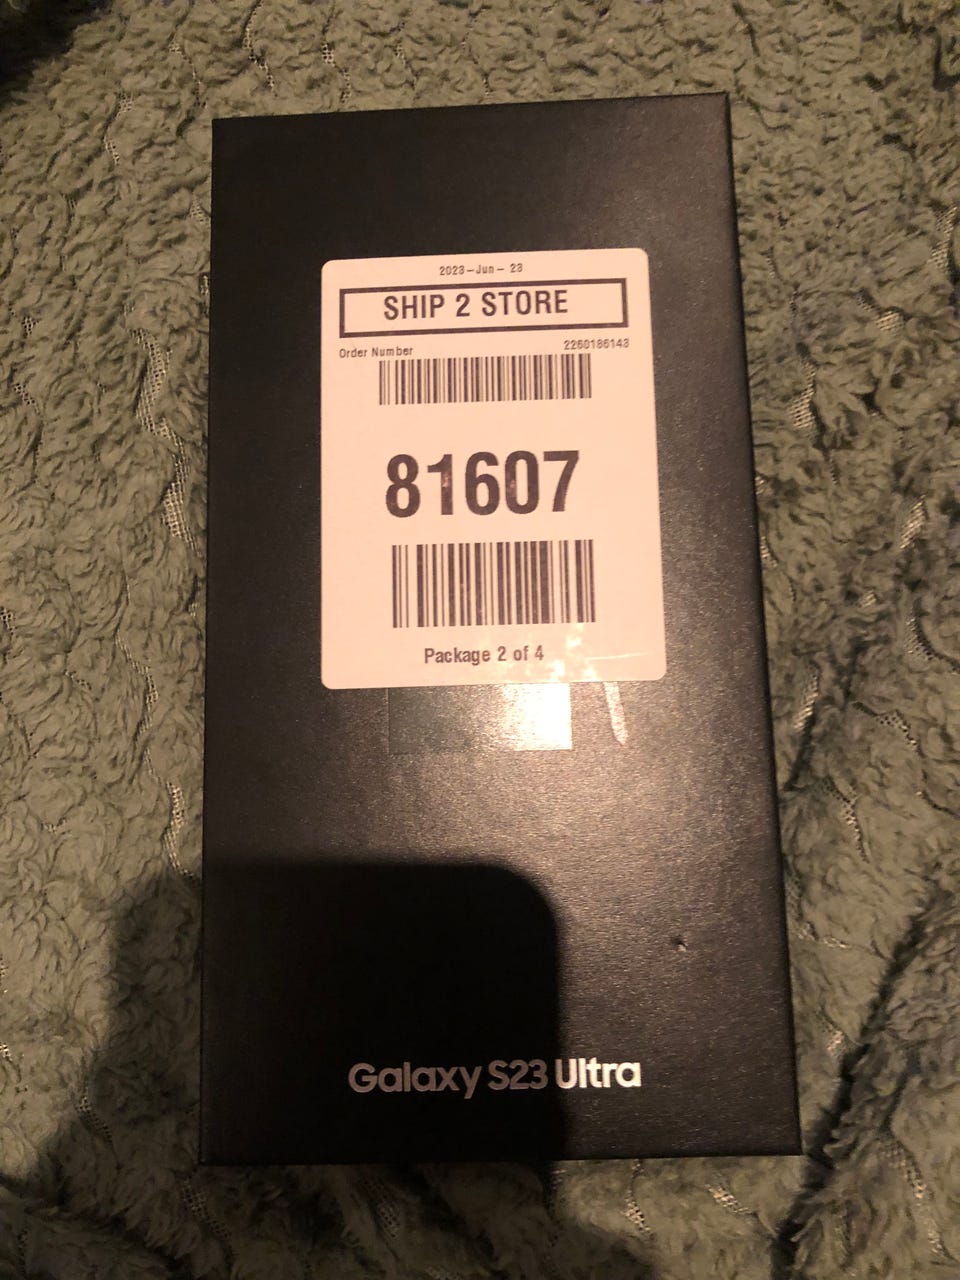 2023-Jun- 23
SHIP 2 STORE
Order Number 2260186143
81607
Package 2 of 4
Galaxy S23 Ultra